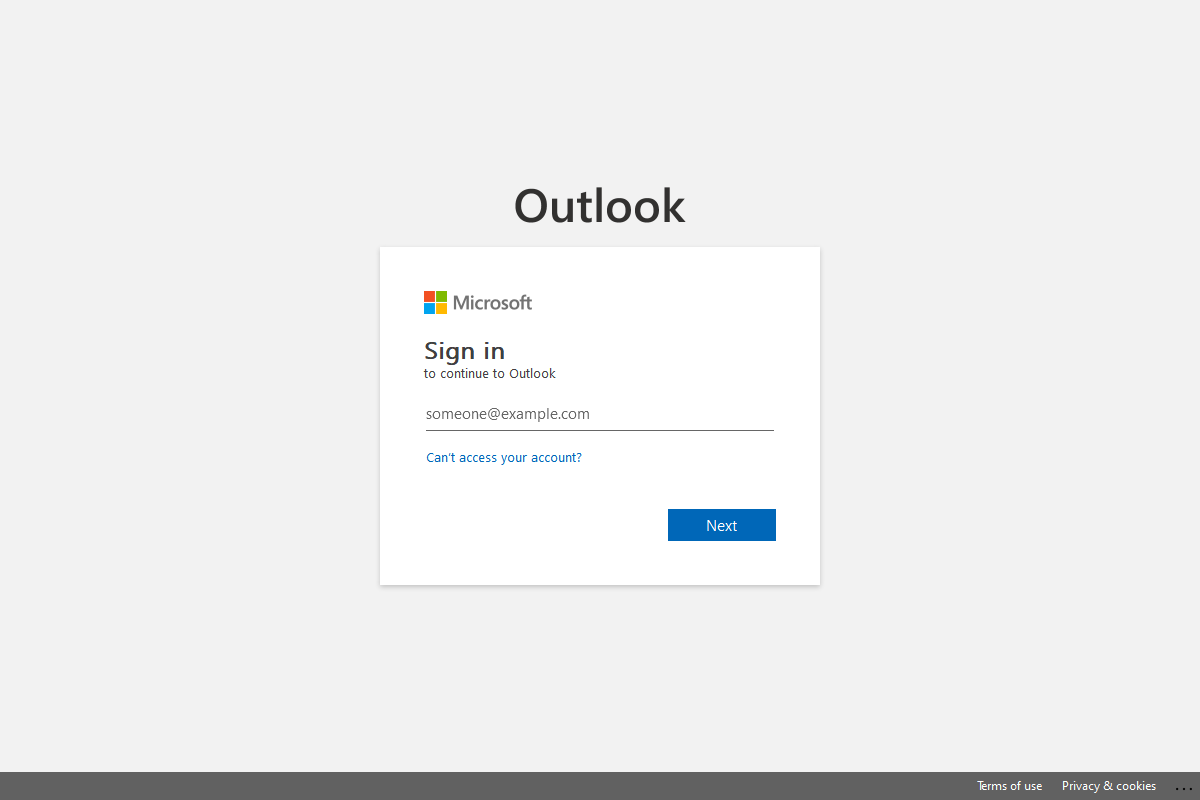 Outlook
Microsoft
Sign in
to continue to Outlook
someone@example.com
Can't access your account?
Next
Terms of use Privacy & cookies ...